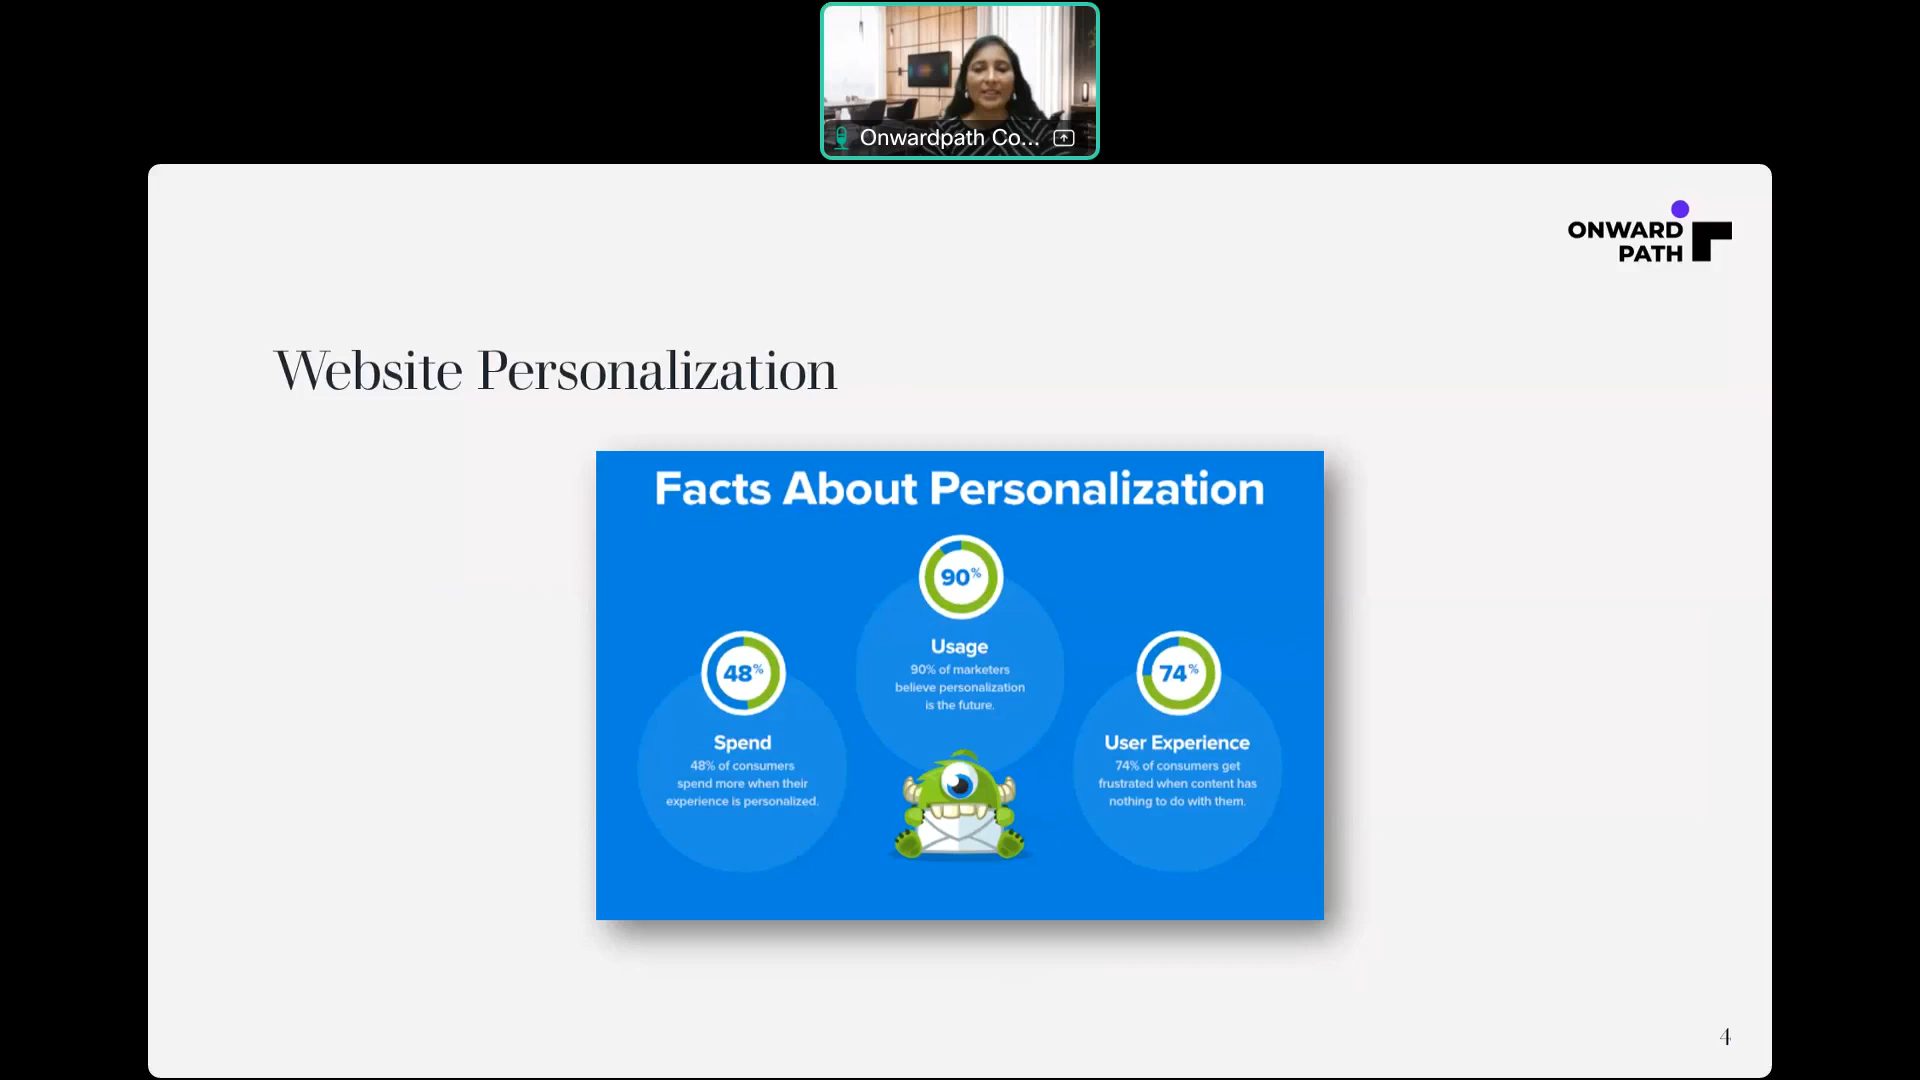 Onwardpath Co...
ONWARD
PATH
Website Personalization
Facts About Personalization
90%
Usage
90% of marketers
believe personalization
is the future.
48%
Spend
48% of consumers
spend more when their
experience is personalized.
74%
User Experience
74% of consumers get
frustrated when content has
nothing to do with them.
4